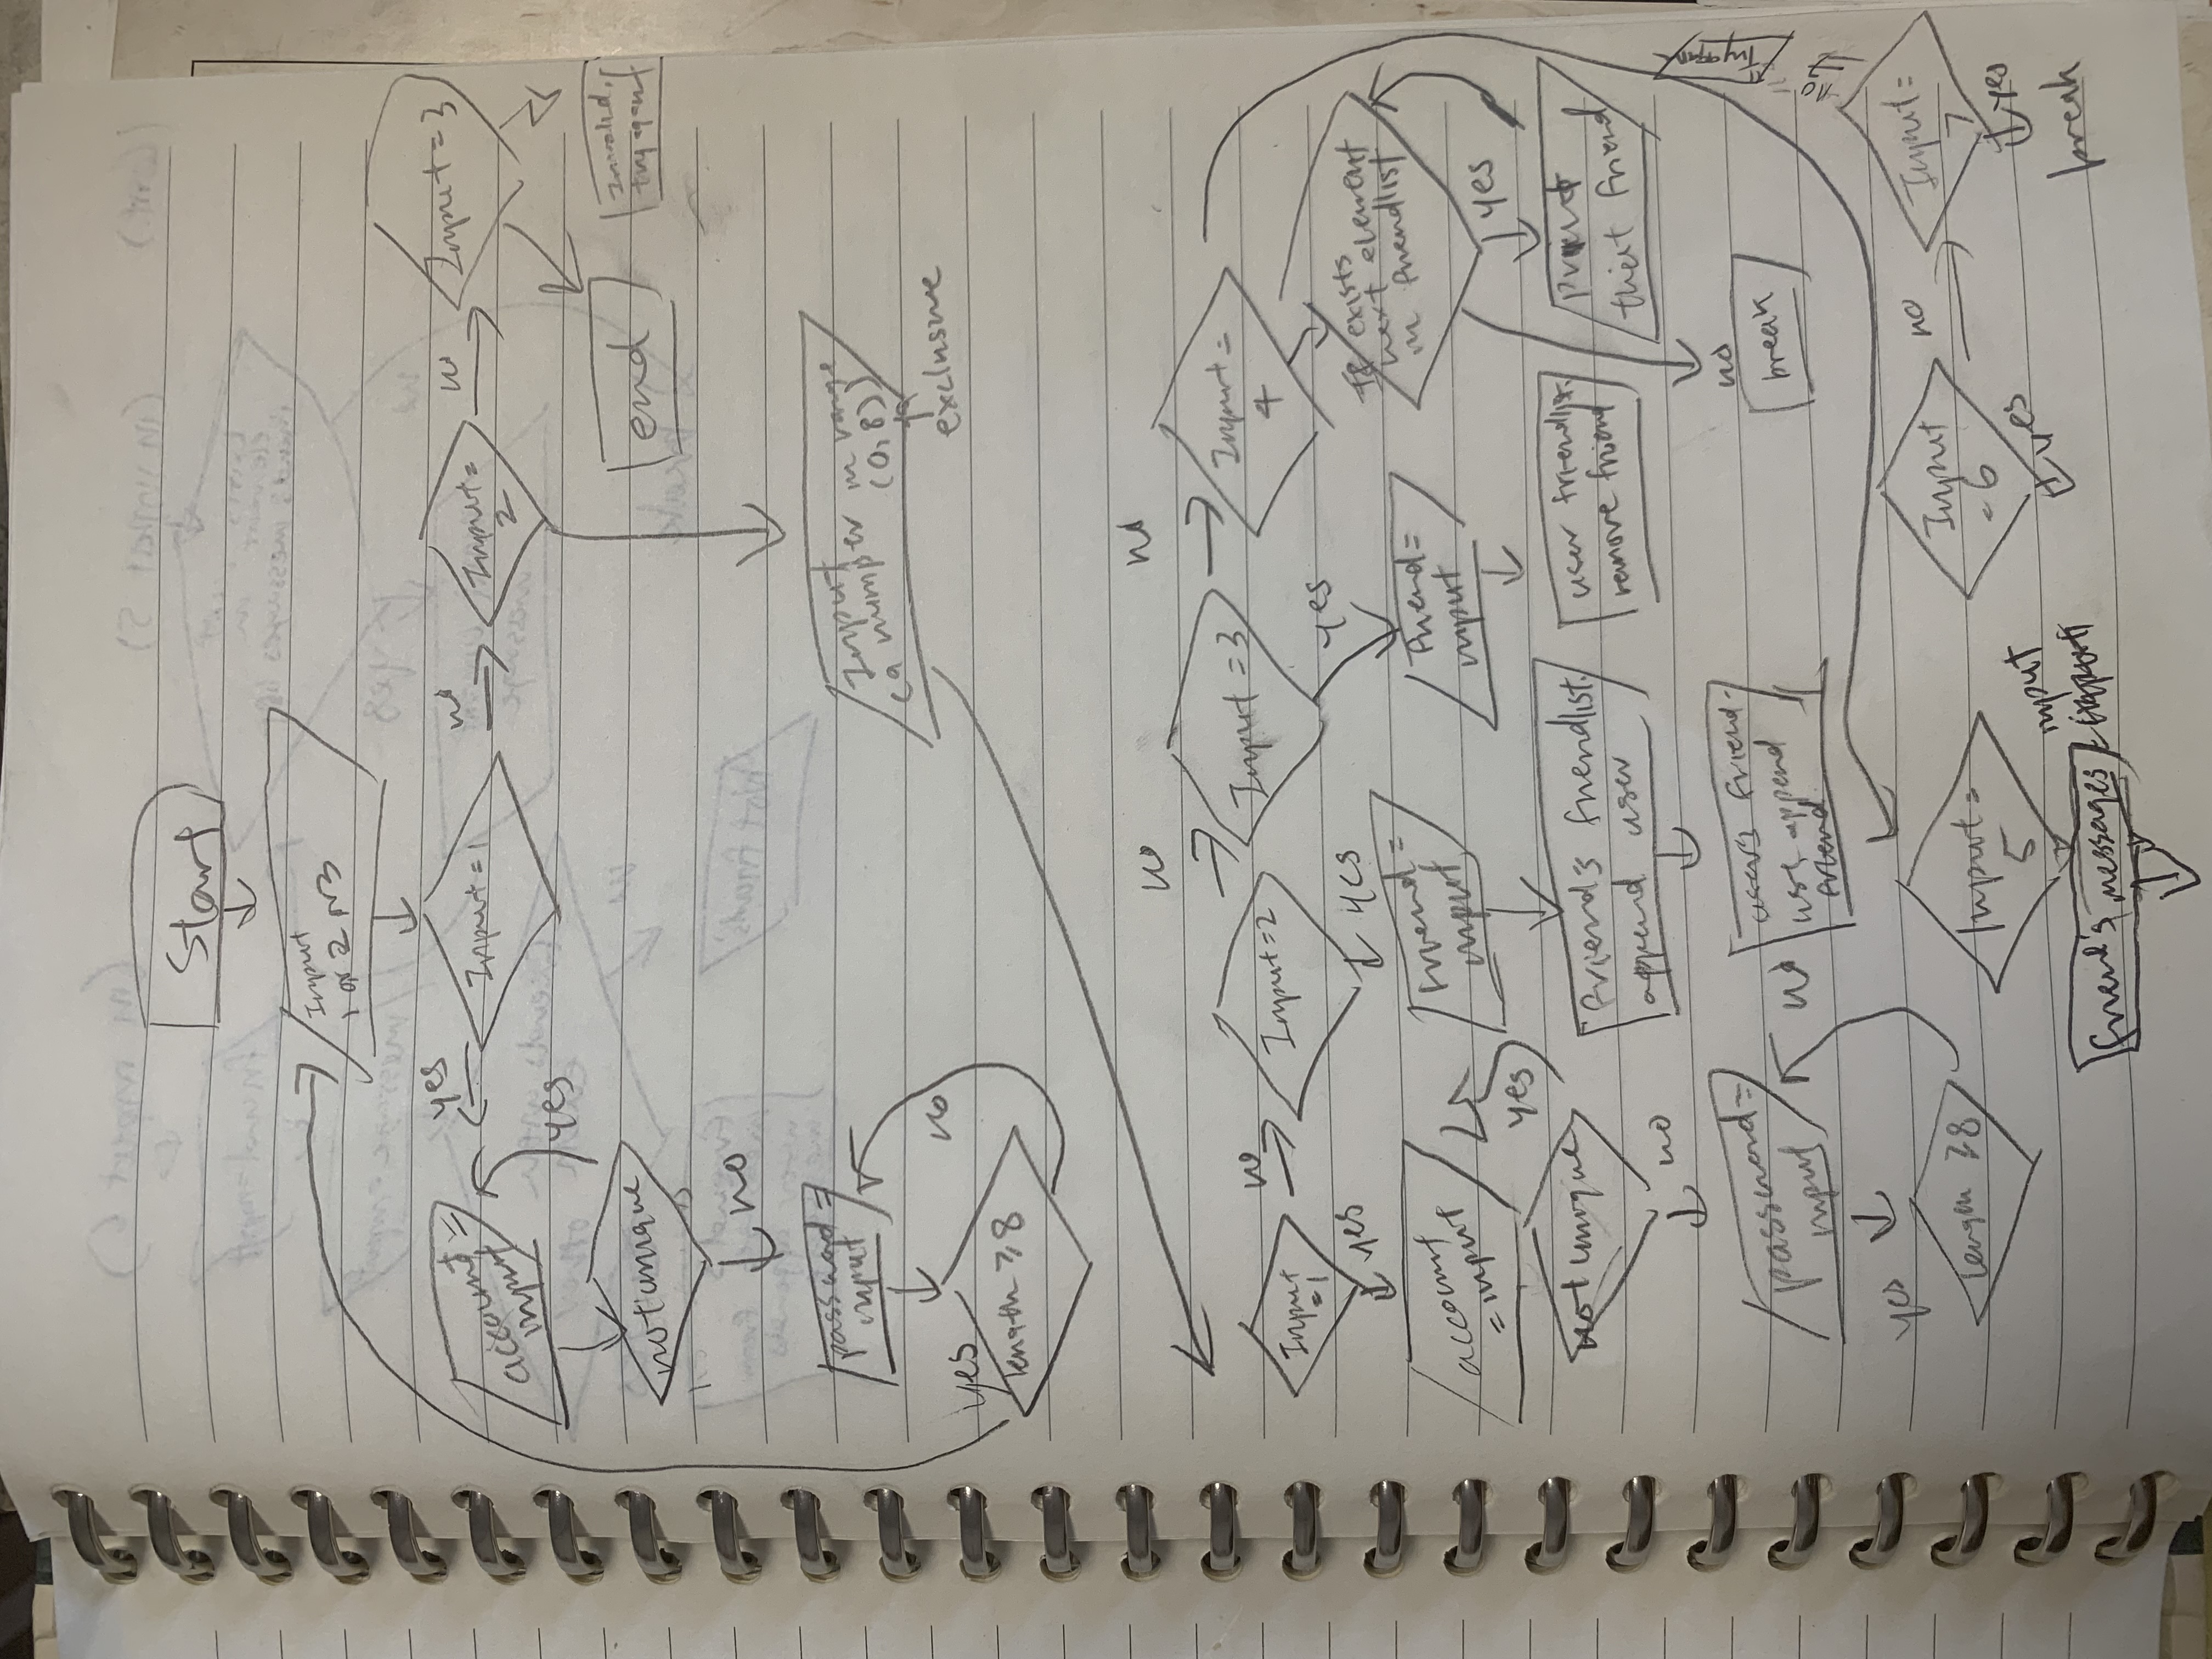 Start
Input
1 or 2 or 3
Input = 1
yes
no
Input =
2
no
Input = 3
account =
input
yes
not unique
no
end
Invalid,
try again
password =
input
no
yes
length ≥ 8
Input
(a number in range
(0, 8))
exclusive
Input
= 1
no
Input = 2
no
Input = 3
no
Input =
4
yes
yes
yes
account
= input
yes
friend =
input
friend =
input
If exists
next element
in friendlist
yes
not unique
no
friend's friendlist.
append user
user friendlist.
remove friend
print
that friend
no
break
password =
input
no
user's friend-
list, append
friend
yes
length ≥ 8
Input =
5
Input
= 6
no
Input =
7
no
yes
yes
break
friend's messages = input